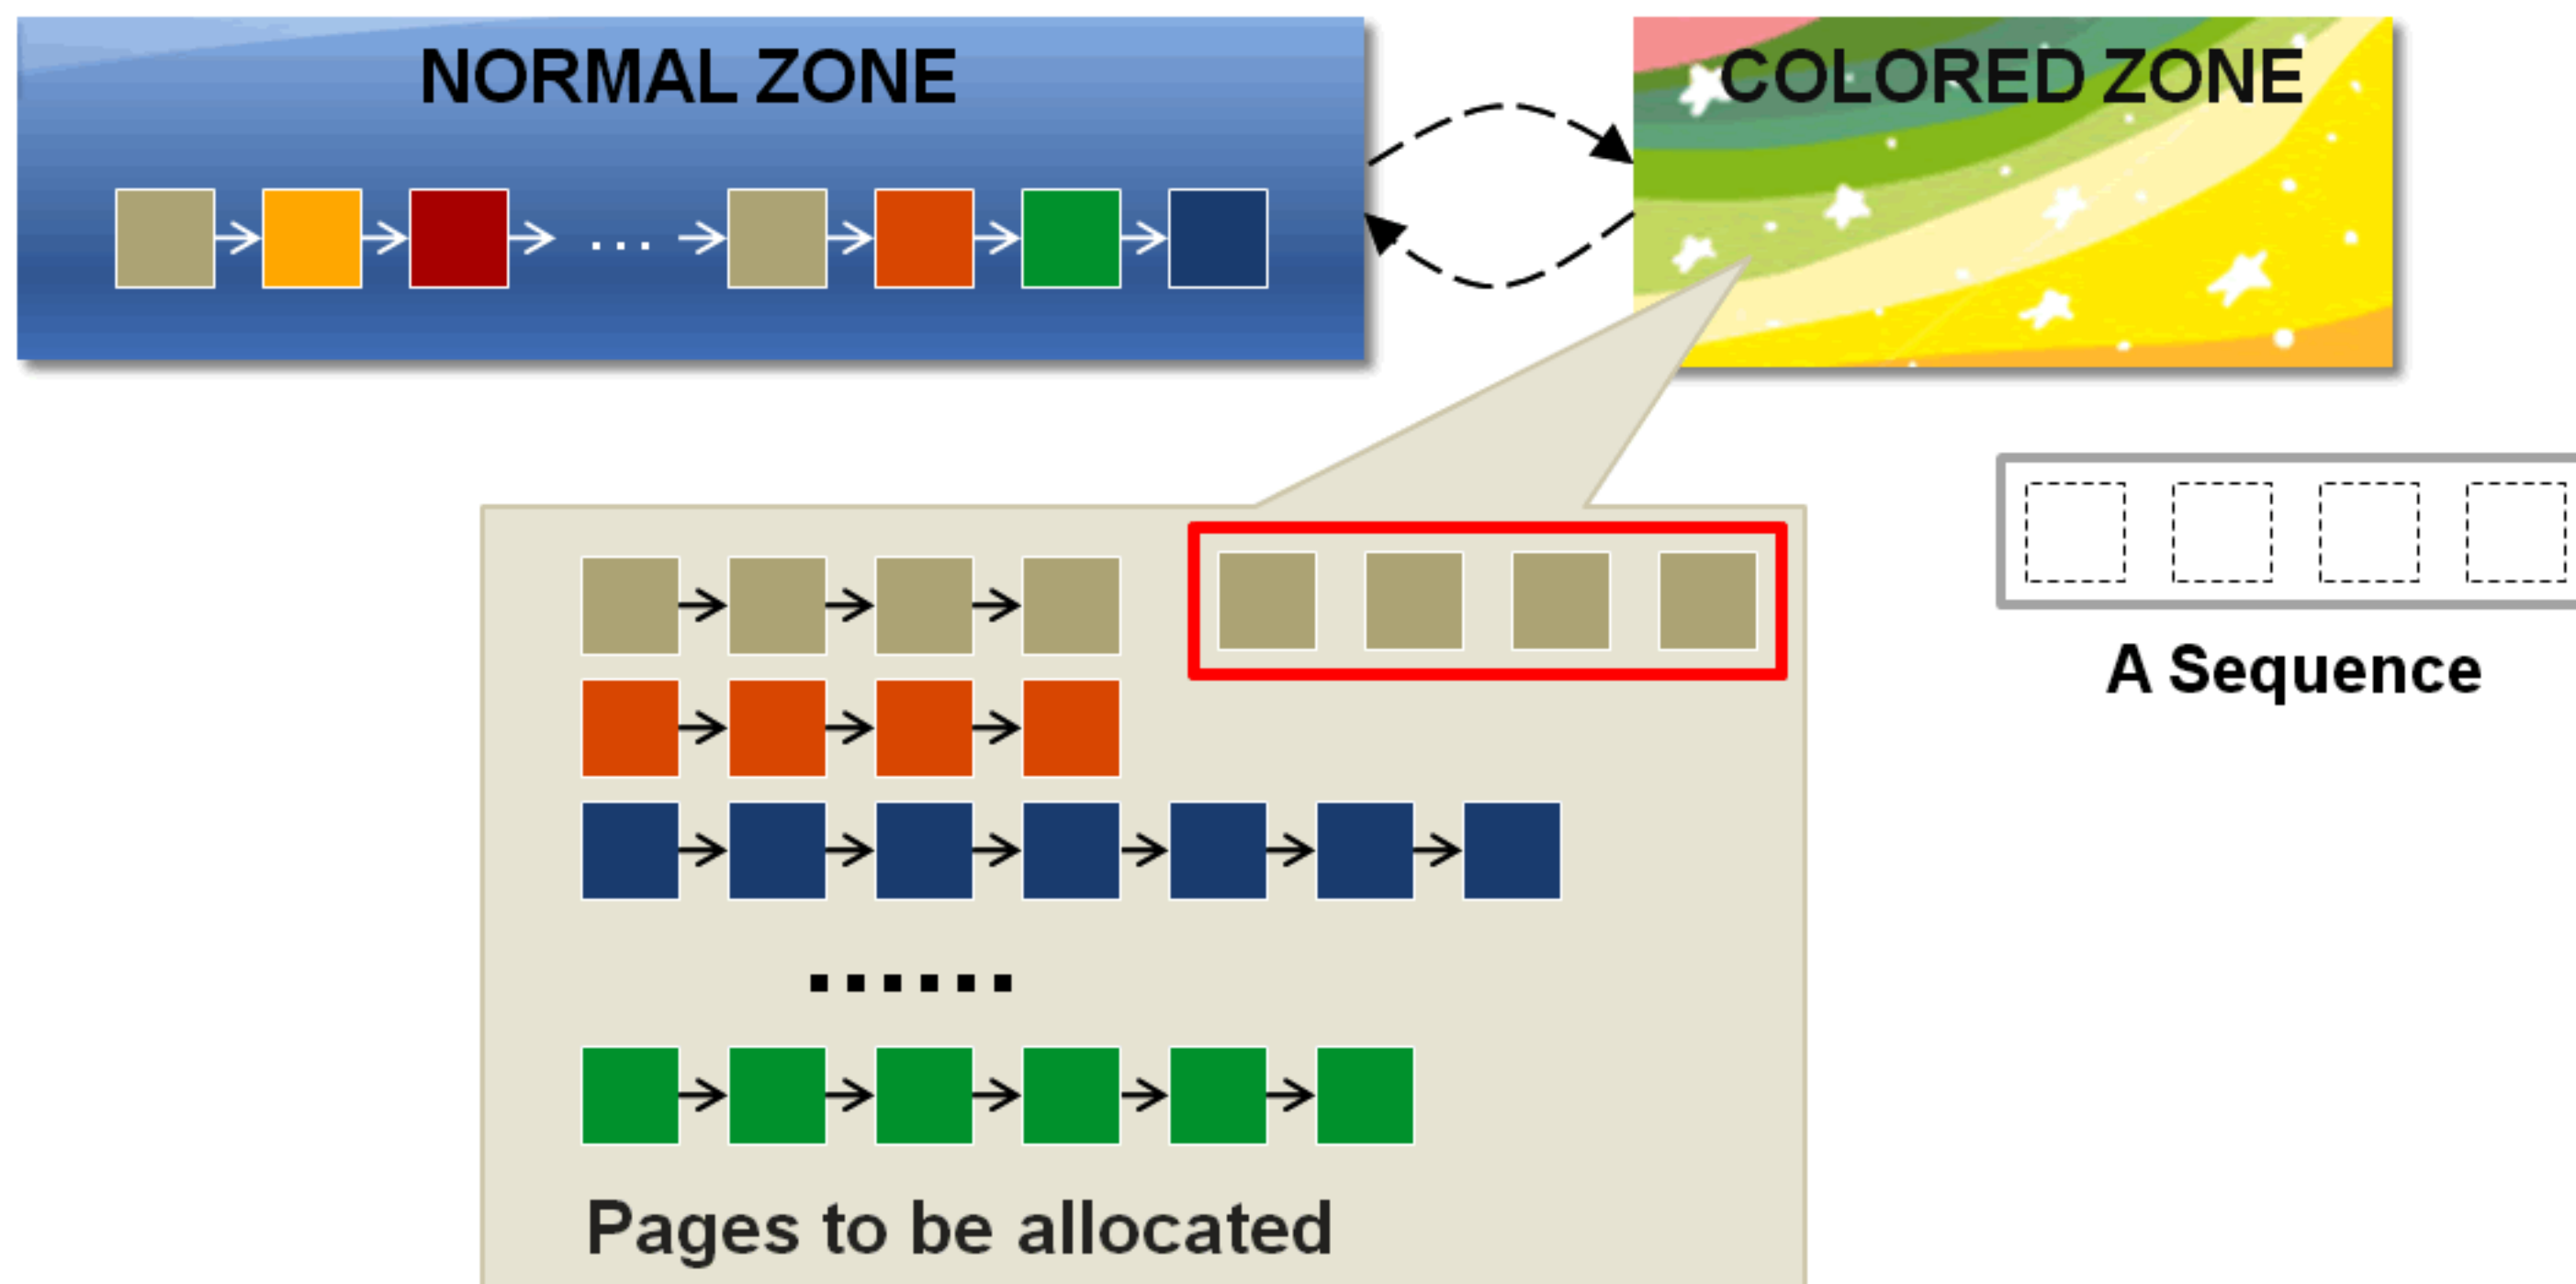 NORMAL ZONE
COLORED ZONE
...
A Sequence
......
Pages to be allocated